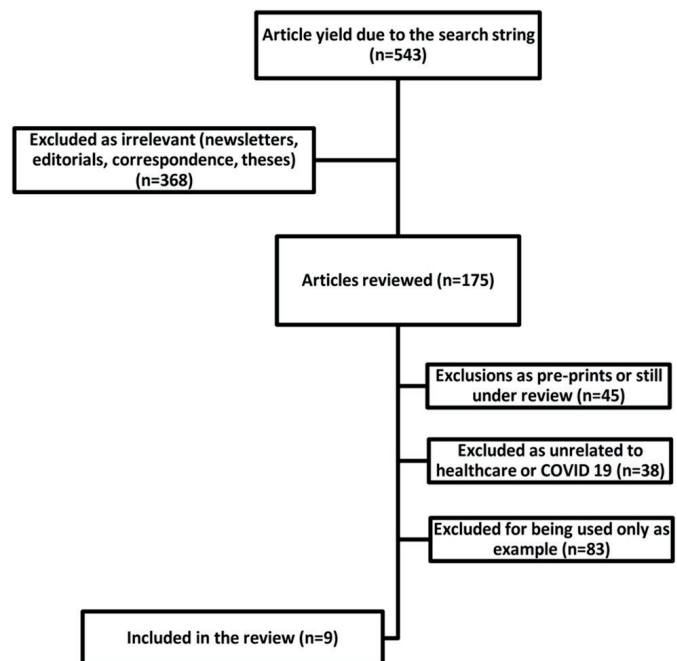 Article yield due to the search string
(n=543)
Excluded as irrelevant (newsletters,
editorials, correspondence, theses)
(n=368)
Articles reviewed (n=175)
Exclusions as pre-prints or still
under review (n=45)
Excluded as unrelated to
healthcare or COVID 19 (n=38)
Excluded for being used only as
example (n=83)
Included in the review (n=9)